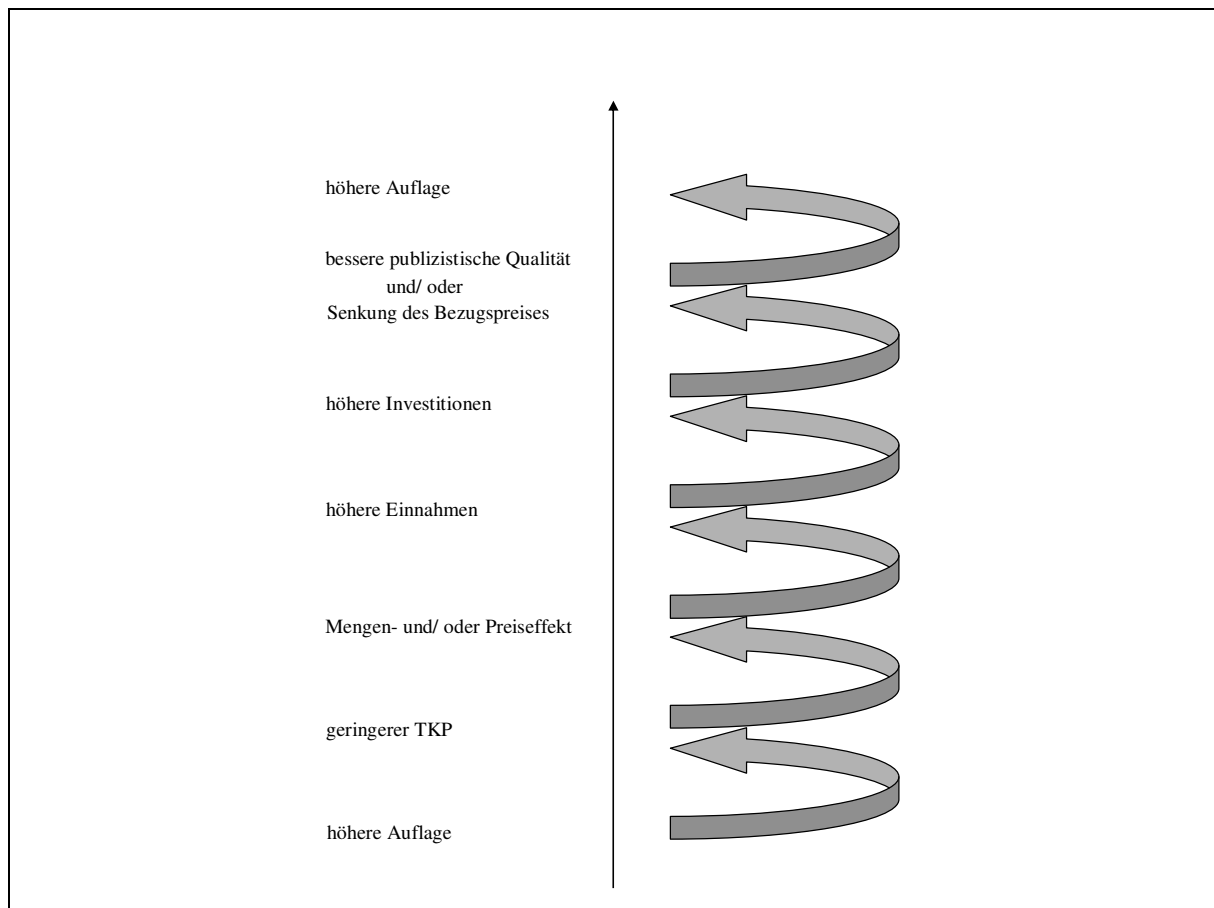 höhere Auflage
bessere publizistische Qualität
und/ oder
Senkung des Bezugspreises
höhere Investitionen
höhere Einnahmen
Mengen- und/ oder Preiseffekt
geringerer TKP
höhere Auflage